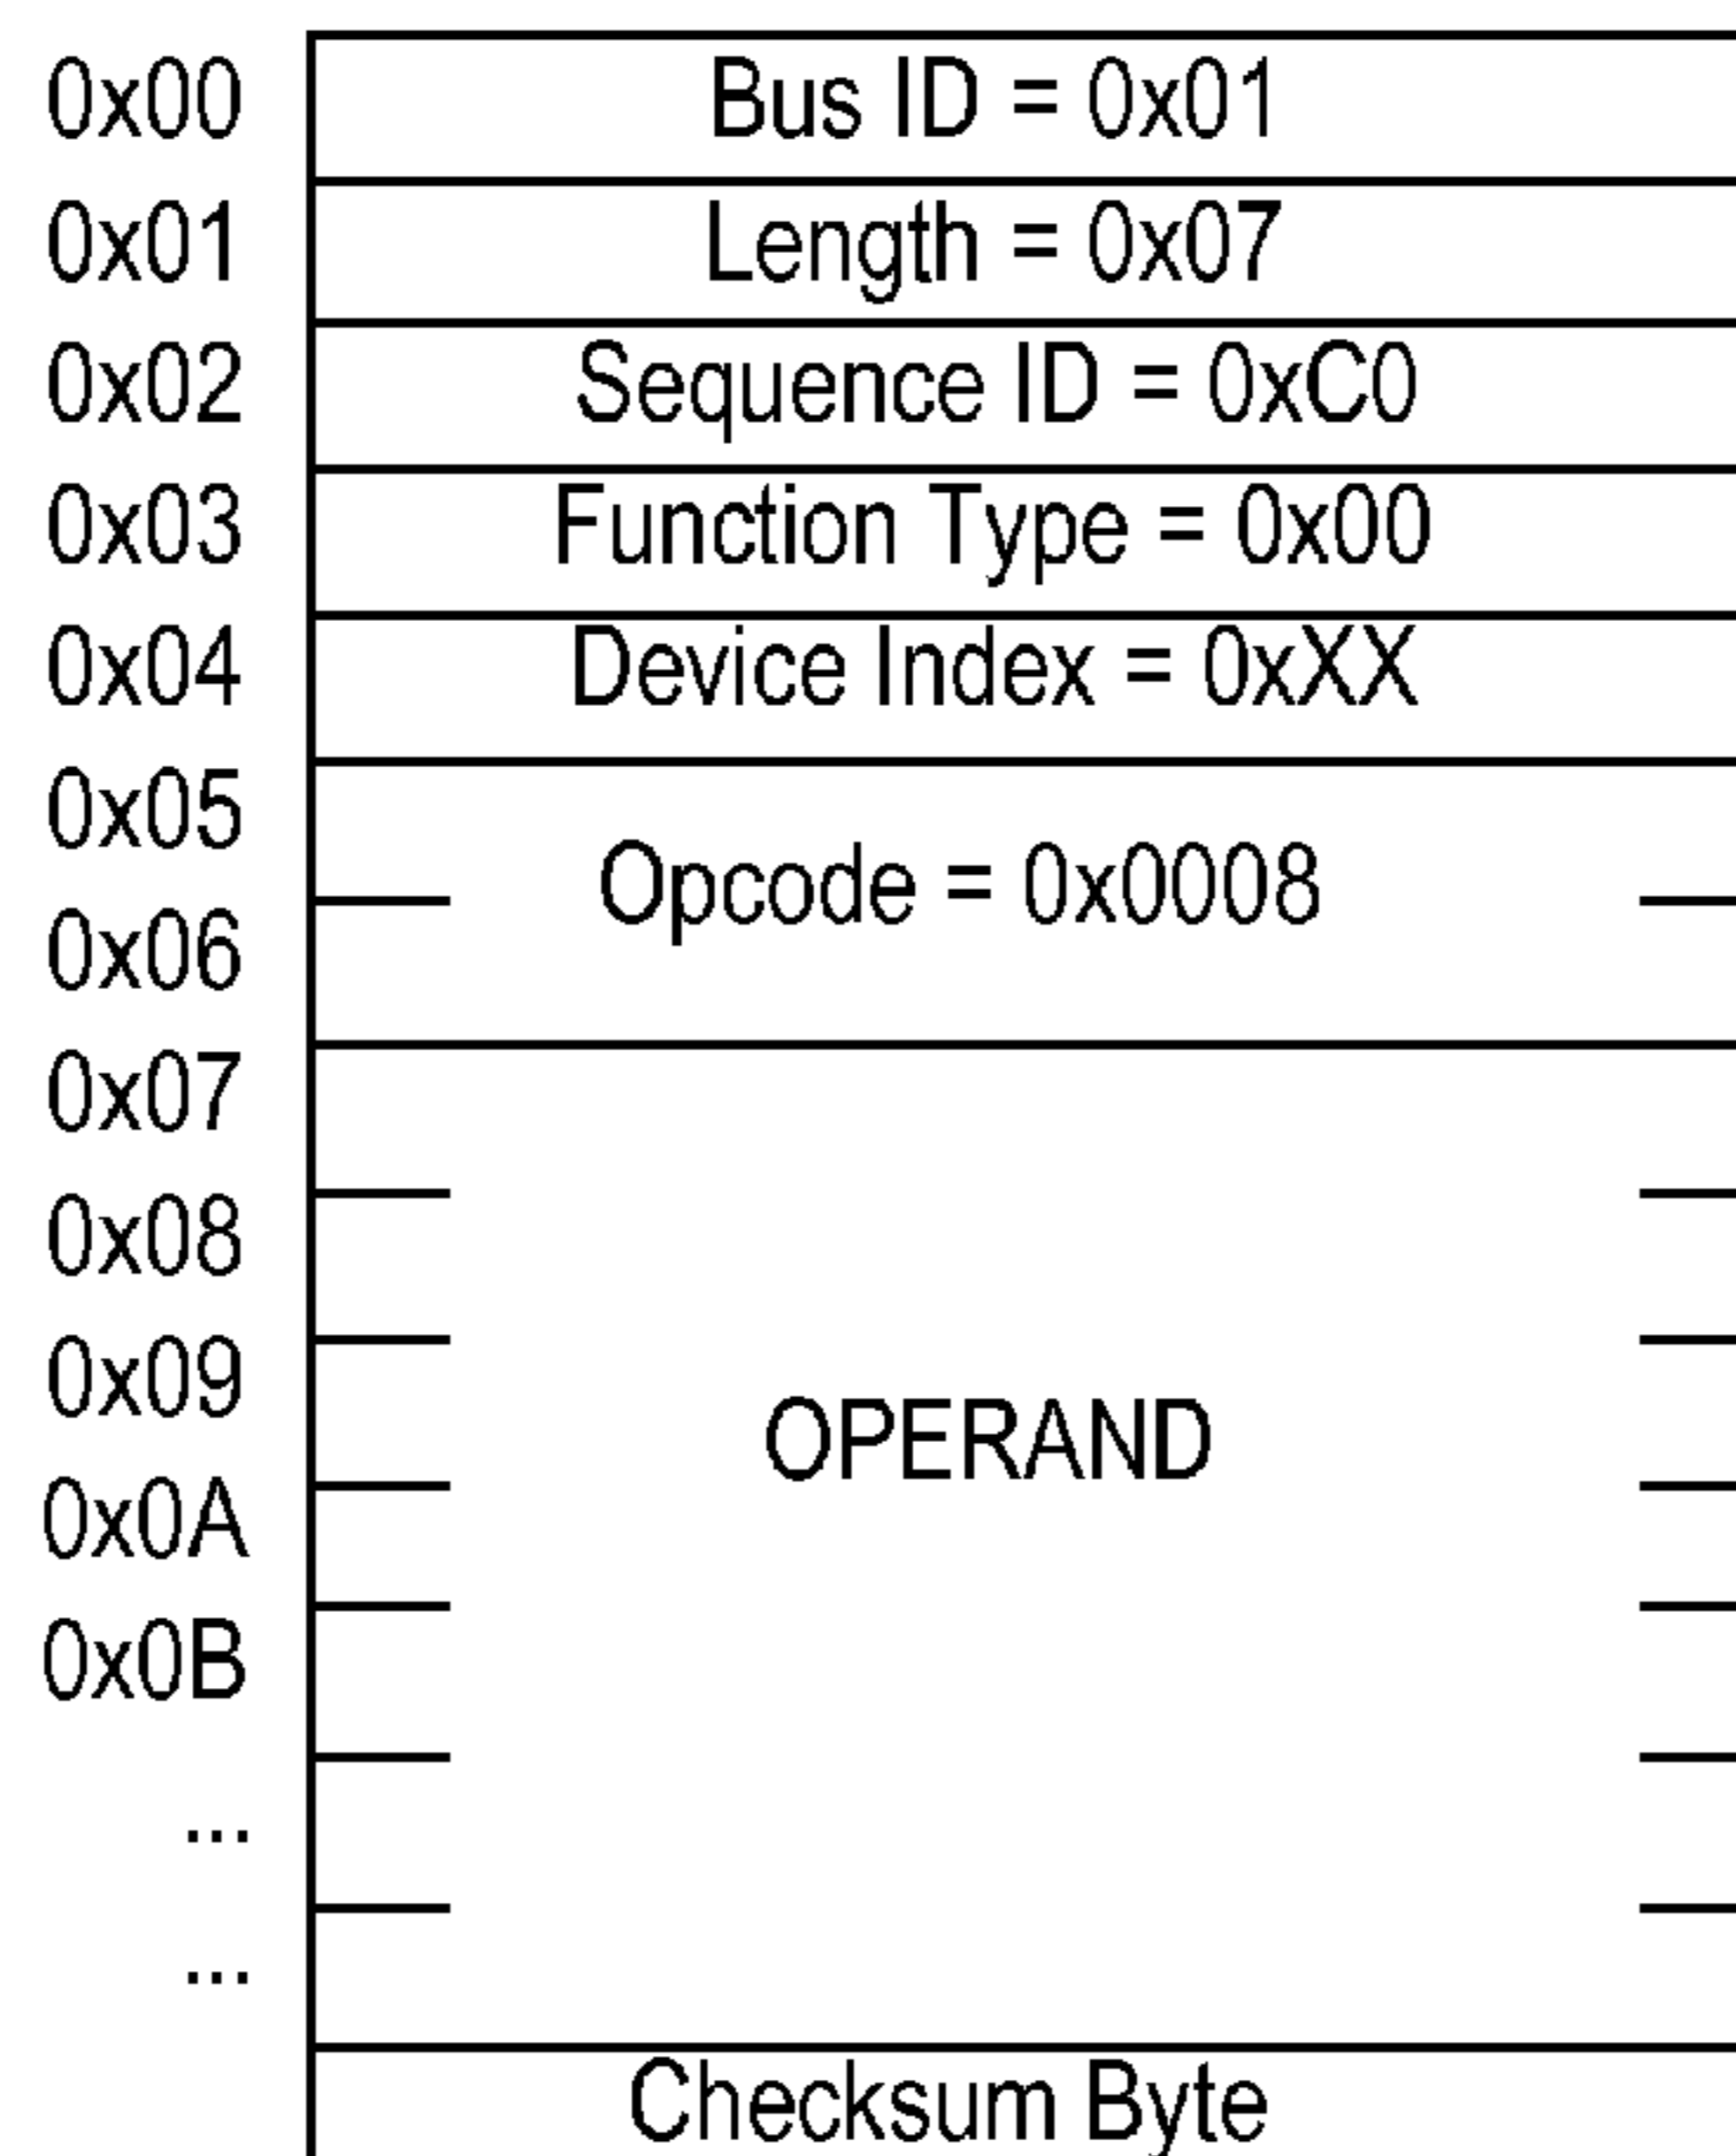 0x00 Bus ID = 0x01
0x01 Length = 0x07
0x02 Sequence ID = 0xC0
0x03 Function Type = 0x00
0x04 Device Index = 0xXX
0x05
Opcode = 0x0008
0x06
0x07
0x08
0x09
OPERAND
0x0A
0x0B
...
...
Checksum Byte